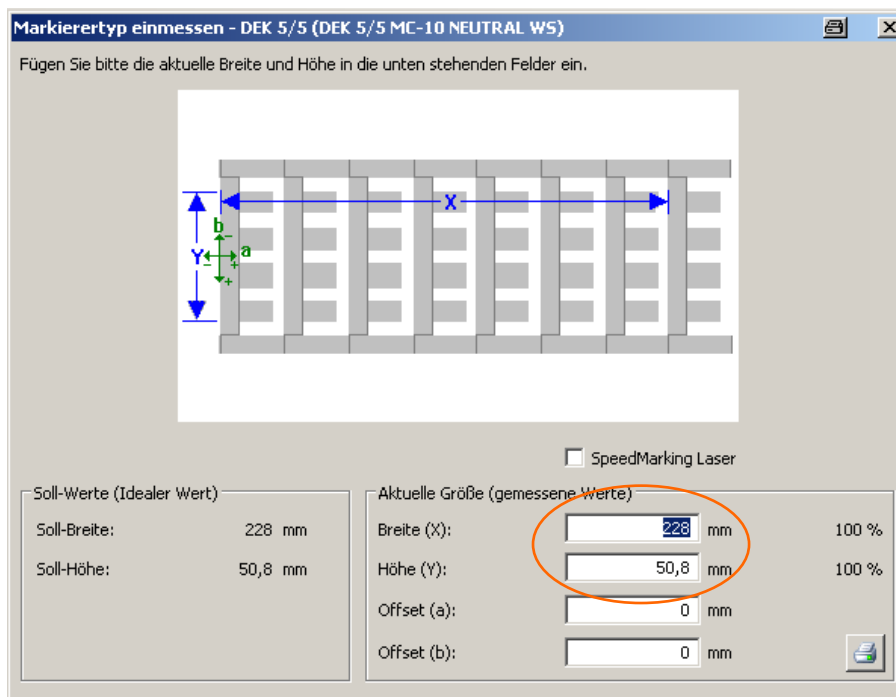 Markierertyp einmessen - DEK 5/5 (DEK 5/5 MC-10 NEUTRAL WS)
Fügen Sie bitte die aktuelle Breite und Höhe in die unten stehenden Felder ein.
X
b
Y
a
-
-
+
+
SpeedMarking Laser
Soll-Werte (Idealer Wert)
Soll-Breite: 228 mm
Soll-Höhe: 50,8 mm
Aktuelle Größe (gemessene Werte)
Breite (X): 228 mm 100 %
Höhe (Y): 50,8 mm 100 %
Offset (a): 0 mm
Offset (b): 0 mm